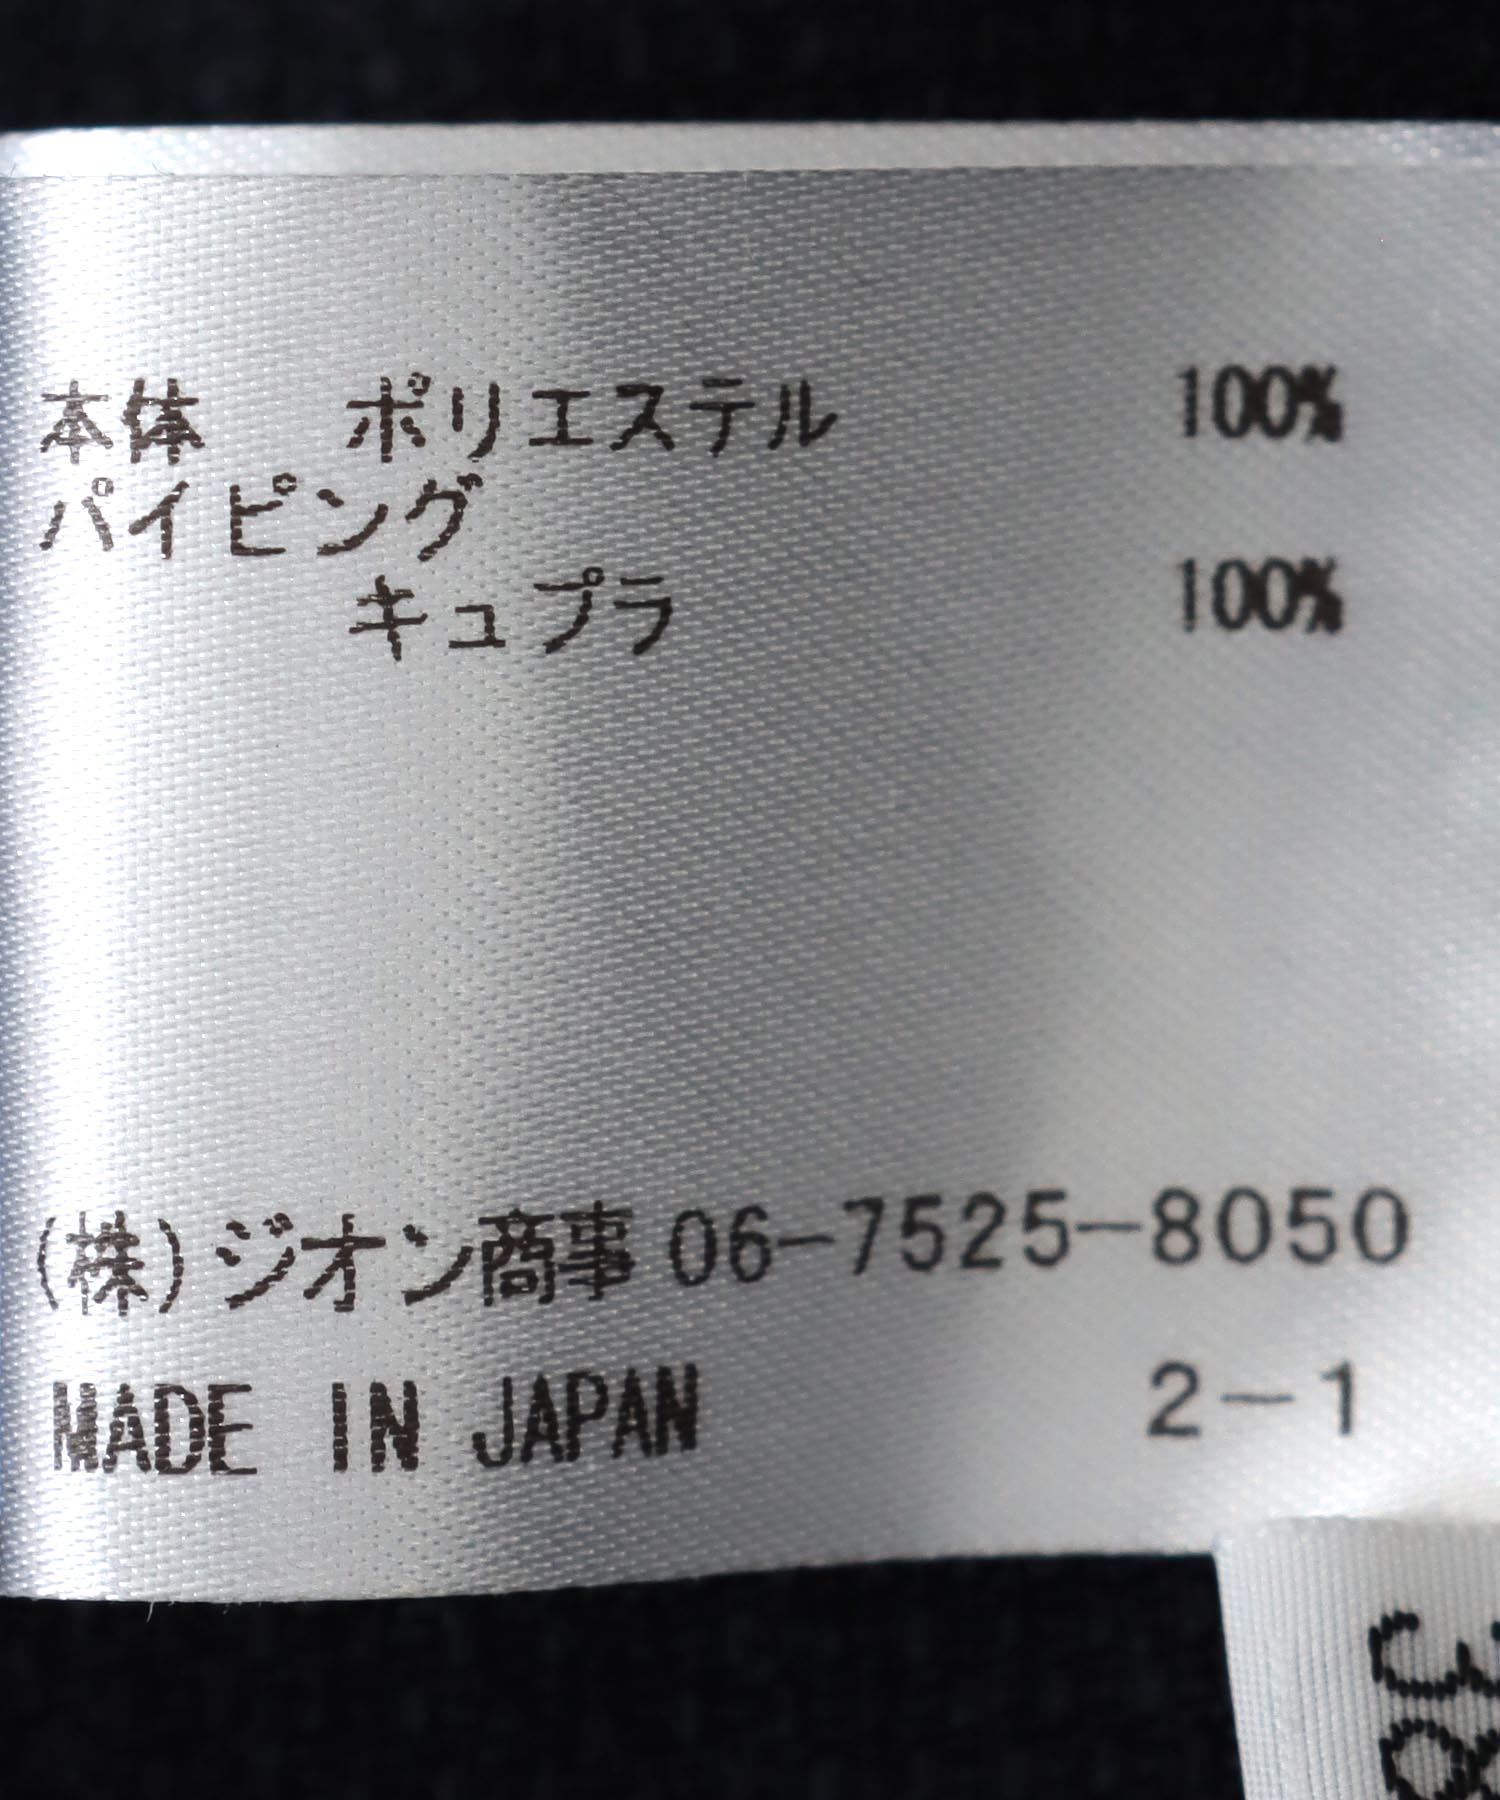 本体 ポリエステル 100%
パイピング
キュプラ 100%
(株)ジオン商事 06-7525-8050
MADE IN JAPAN 2-1